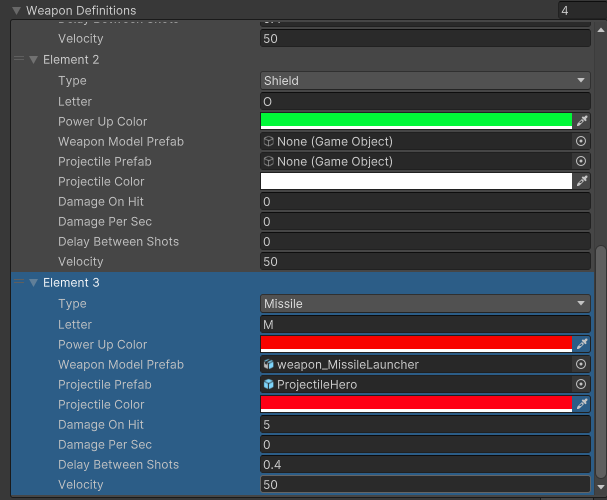 Weapon Definitions 4
Velocity 50
Element 2
Type Shield
Letter O
Power Up Color
Weapon Model Prefab None (Game Object)
Projectile Prefab None (Game Object)
Projectile Color
Damage On Hit 0
Damage Per Sec 0
Delay Between Shots 0
Velocity 50
Element 3
Type Missile
Letter M
Power Up Color
Weapon Model Prefab weapon_MissileLauncher
Projectile Prefab ProjectileHero
Projectile Color
Damage On Hit 5
Damage Per Sec 0
Delay Between Shots 0.4
Velocity 50